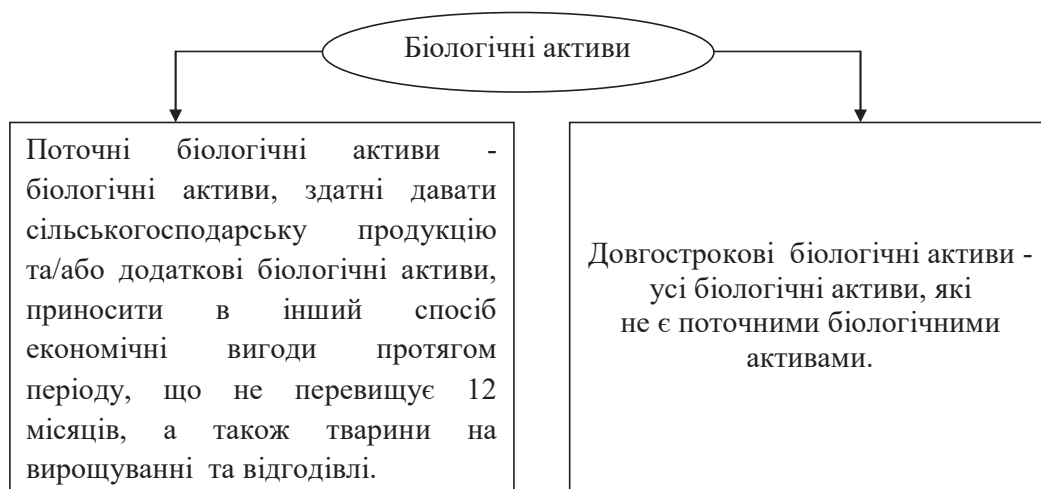 Біологічні активи
Поточні біологічні активи -
біологічні активи, здатні давати
сільськогосподарську продукцію
та/або додаткові біологічні активи,
приносити в інший спосіб
економічні вигоди протягом
періоду, що не перевищує 12
місяців, а також тварини на
вирощуванні та відгодівлі.
Довгострокові біологічні активи -
усі біологічні активи, які
не є поточними біологічними
активами.